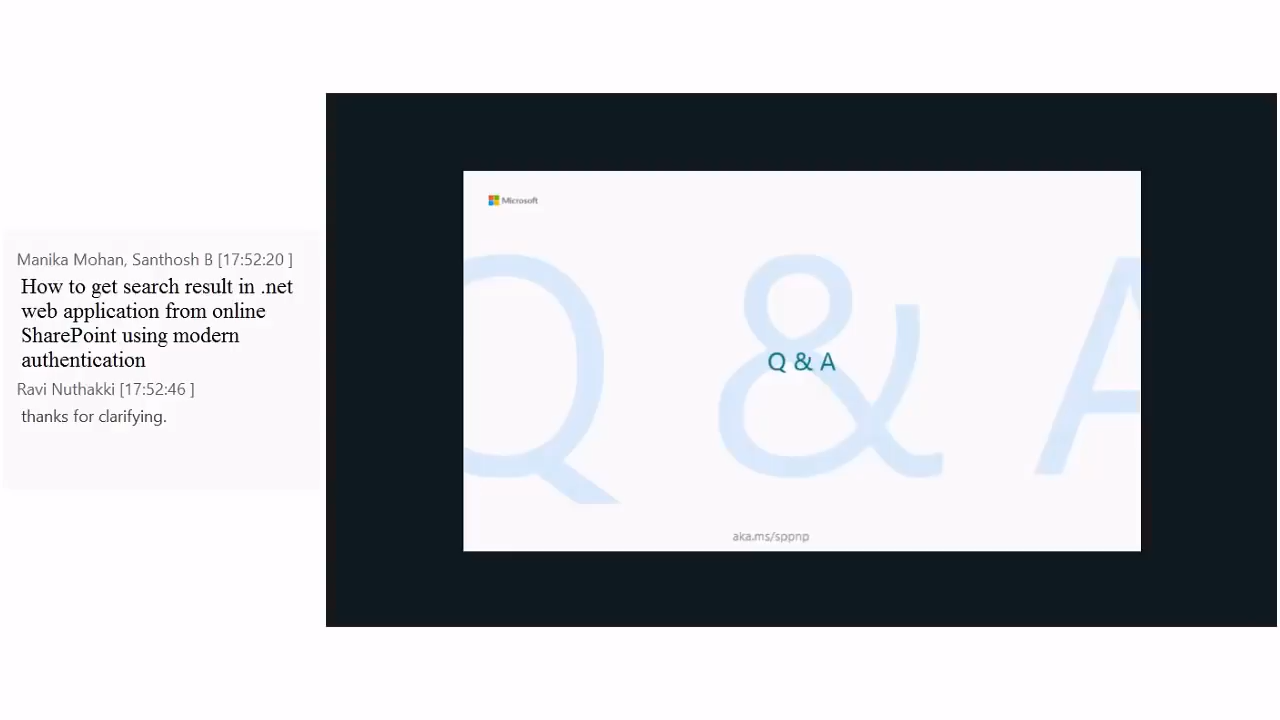 Manika Mohan, Santhosh B [17:52:20 ]
How to get search result in .net
web application from online
SharePoint using modern
authentication
Ravi Nuthakki [17:52:46 ]
thanks for clarifying.
Microsoft
Q & A
Q & A
aka.ms/sppnp